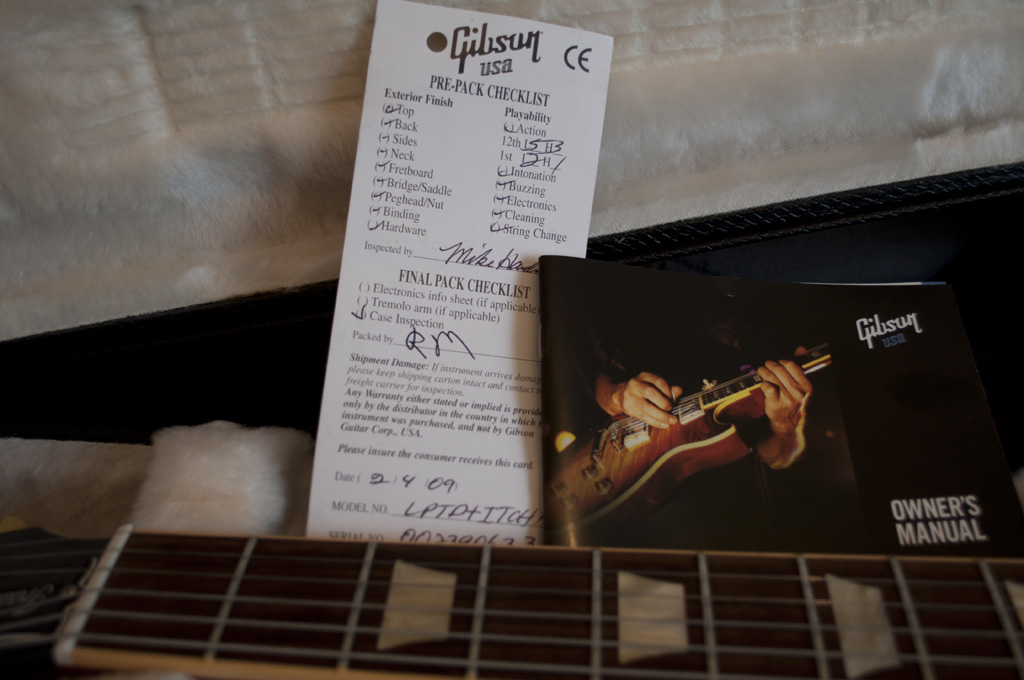 Gibson
USA
CE
PRE-PACK CHECKLIST
Exterior Finish
Top
Back
Sides
Neck
Fretboard
Bridge/Saddle
Peghead/Nut
Binding
Hardware
Playability
Action
12th
1st
Intonation
Buzzing
Electronics
Cleaning
String Change
Inspected by Mike
FINAL PACK CHECKLIST
( ) Electronics info sheet (if applicable)
( ) Tremolo arm (if applicable)
Case Inspection
Packed by RM
Shipment Damage: If instrument arrives
please keep shipping carton intact and contact
freight carrier for inspection.
Any Warranty either stated or implied is
only by the distributor in the country in which
instrument was purchased, and not by Gibson
Guitar Corp., USA.
Please insure the consumer receives this card.
Date ( 2/4/09
MODEL NO.
SERIAL NO.
Gibson
USA
OWNER'S
MANUAL